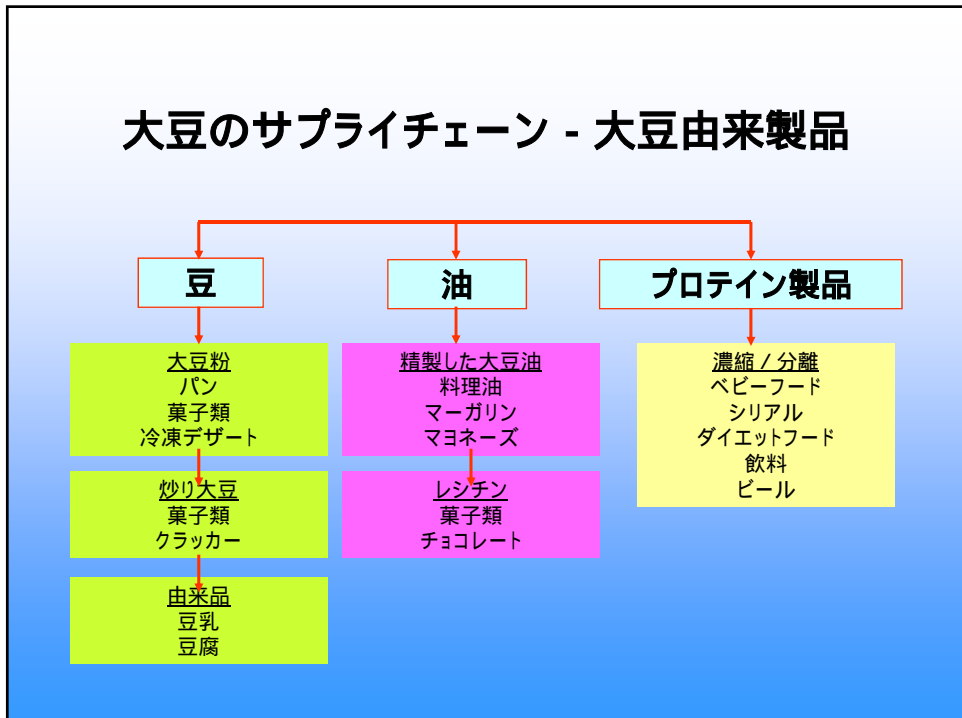 大豆のサプライチェーン - 大豆由来製品
豆
大豆粉
パン
菓子類
冷凍デザート
炒り大豆
菓子類
クラッカー
由来品
豆乳
豆腐
油
精製した大豆油
料理油
マーガリン
マヨネーズ
レシチン
菓子類
チョコレート
プロテイン製品
濃縮 / 分離
ベビーフード
シリアル
ダイエットフード
飲料
ビール